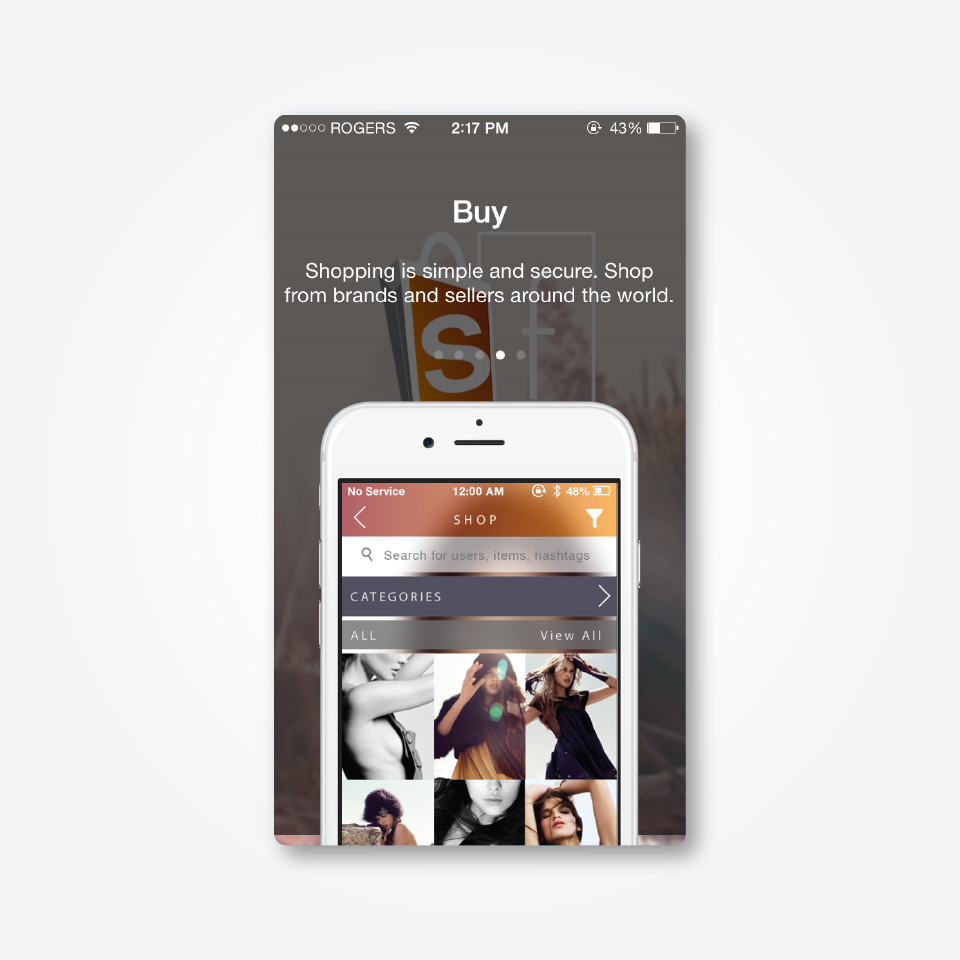 ROGERS 2:17 PM 43%
Buy
Shopping is simple and secure. Shop
from brands and sellers around the world.
S f
No Service 12:00 AM 48%
SHOP
Search for users, items, hashtags
CATEGORIES
ALL View All